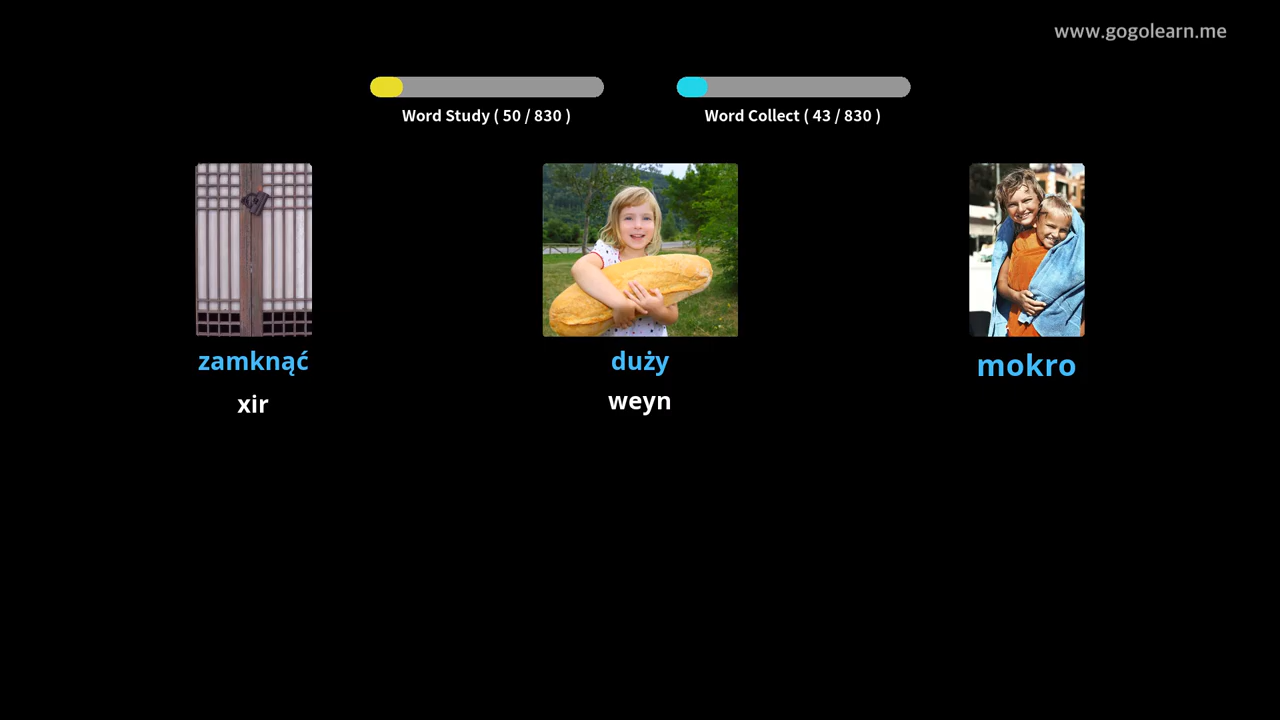 www.gogolearn.me
Word Study ( 50 / 830 )
Word Collect ( 43 / 830 )
zamknąć
xir
duży
weyn
mokro